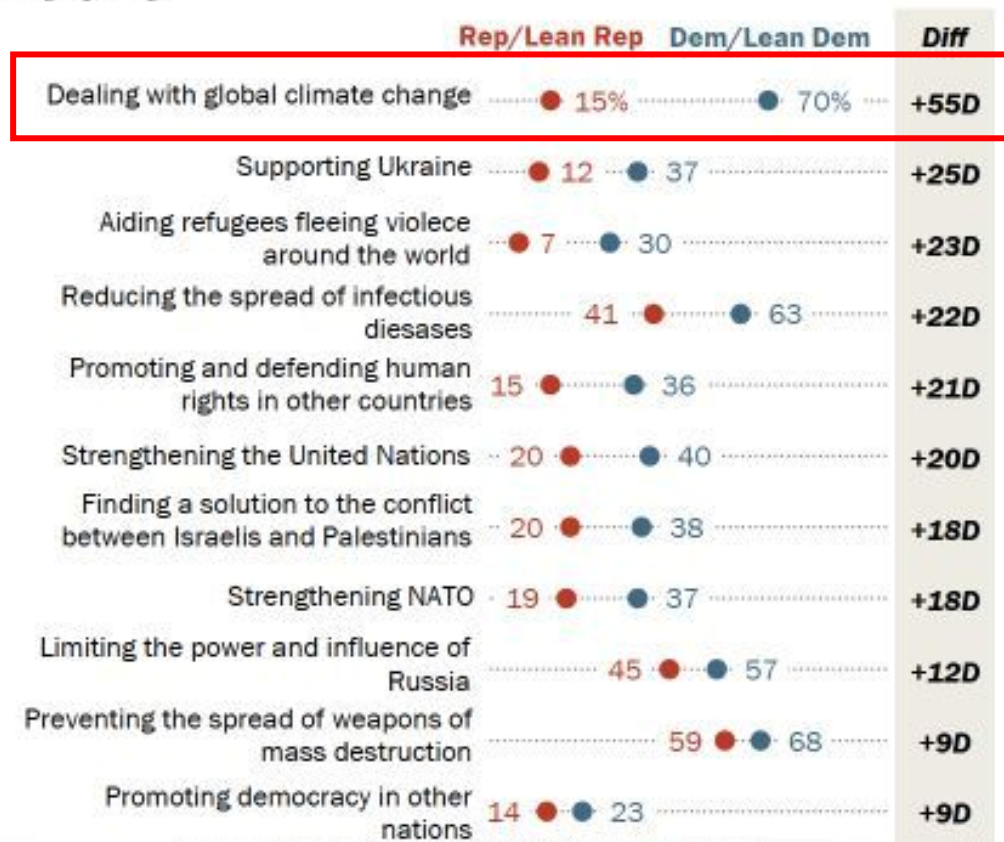 Rep/Lean Rep Dem/Lean Dem Diff
Dealing with global climate change 15% 70% +55D
Supporting Ukraine 12 37 +25D
Aiding refugees fleeing violece
around the world 7 30 +23D
Reducing the spread of infectious
diesases 41 63 +22D
Promoting and defending human
rights in other countries 15 36 +21D
Strengthening the United Nations 20 40 +20D
Finding a solution to the conflict
between Israelis and Palestinians 20 38 +18D
Strengthening NATO 19 37 +18D
Limiting the power and influence of
Russia 45 57 +12D
Preventing the spread of weapons of
mass destruction 59 68 +9D
Promoting democracy in other
nations 14 23 +9D